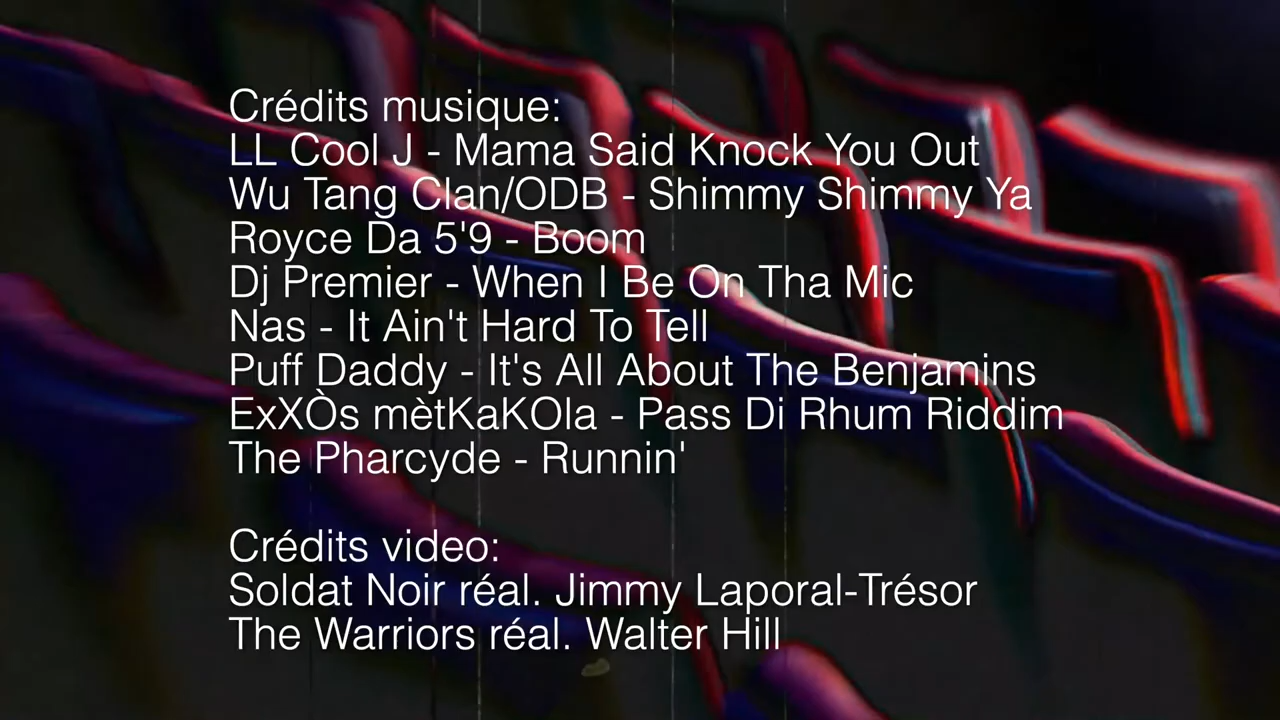 Crédits musique:
LL Cool J - Mama Said Knock You Out
Wu Tang Clan/ODB - Shimmy Shimmy Ya
Royce Da 5'9 - Boom
Dj Premier - When I Be On Tha Mic
Nas - It Ain't Hard To Tell
Puff Daddy - It's All About The Benjamins
ExXÒs mètKaKOla - Pass Di Rhum Riddim
The Pharcyde - Runnin'
Crédits video:
Soldat Noir réal. Jimmy Laporal-Trésor
The Warriors réal. Walter Hill